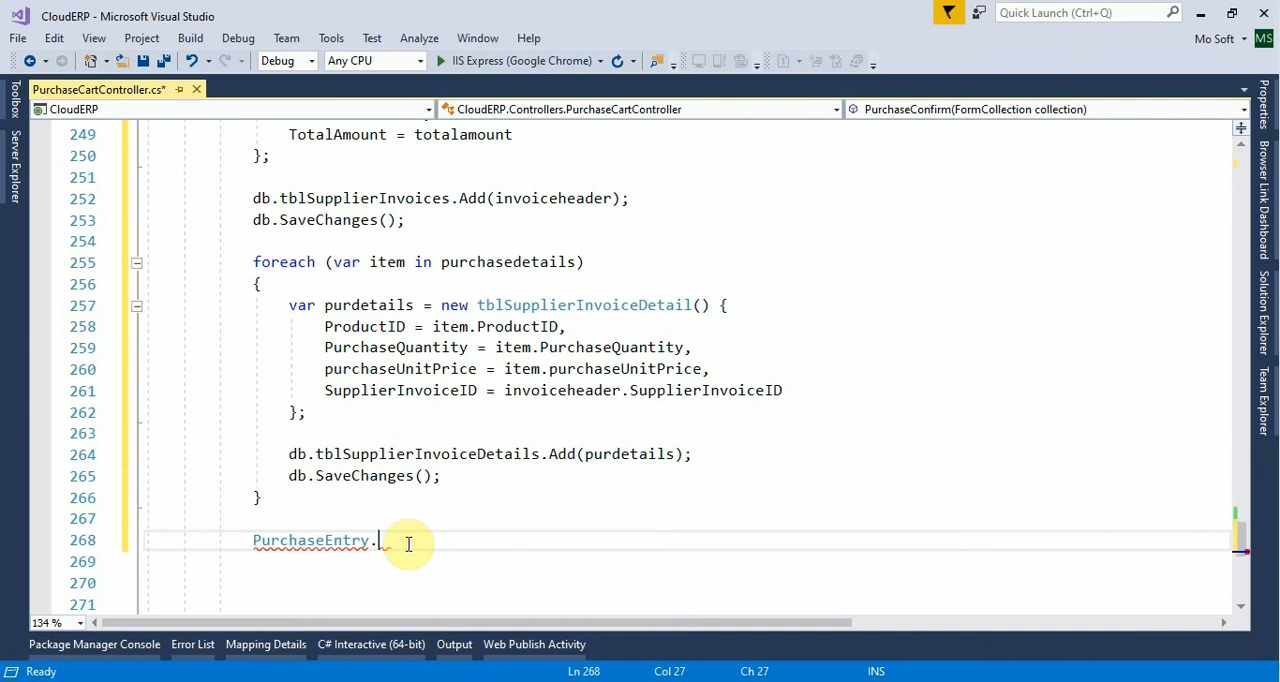 CloudERP - Microsoft Visual Studio
Quick Launch (Ctrl+Q)
File Edit View Project Build Debug Team Tools Test Analyze Window Help
Mo Soft MS
Debug Any CPU IIS Express (Google Chrome)
PurchaseCartController.cs*
CloudERP CloudERP.Controllers.PurchaseCartController PurchaseConfirm(FormCollection collection)
Toolbox
Server Explorer
Properties
Browser Link Dashboard
Solution Explorer
Team Explorer
249 TotalAmount = totalamount
250 };
251
252 db.tblSupplierInvoices.Add(invoiceheader);
253 db.SaveChanges();
254
255 foreach (var item in purchasedetails)
256 {
257 var purdetails = new tblSupplierInvoiceDetail() {
258 ProductID = item.ProductID,
259 PurchaseQuantity = item.PurchaseQuantity,
260 purchaseUnitPrice = item.purchaseUnitPrice,
261 SupplierInvoiceID = invoiceheader.SupplierInvoiceID
262 };
263
264 db.tblSupplierInvoiceDetails.Add(purdetails);
265 db.SaveChanges();
266 }
267
268 PurchaseEntry.
269
270
271
134 %
Package Manager Console Error List Mapping Details C# Interactive (64-bit) Output Web Publish Activity
Ready Ln 268 Col 27 Ch 27 INS